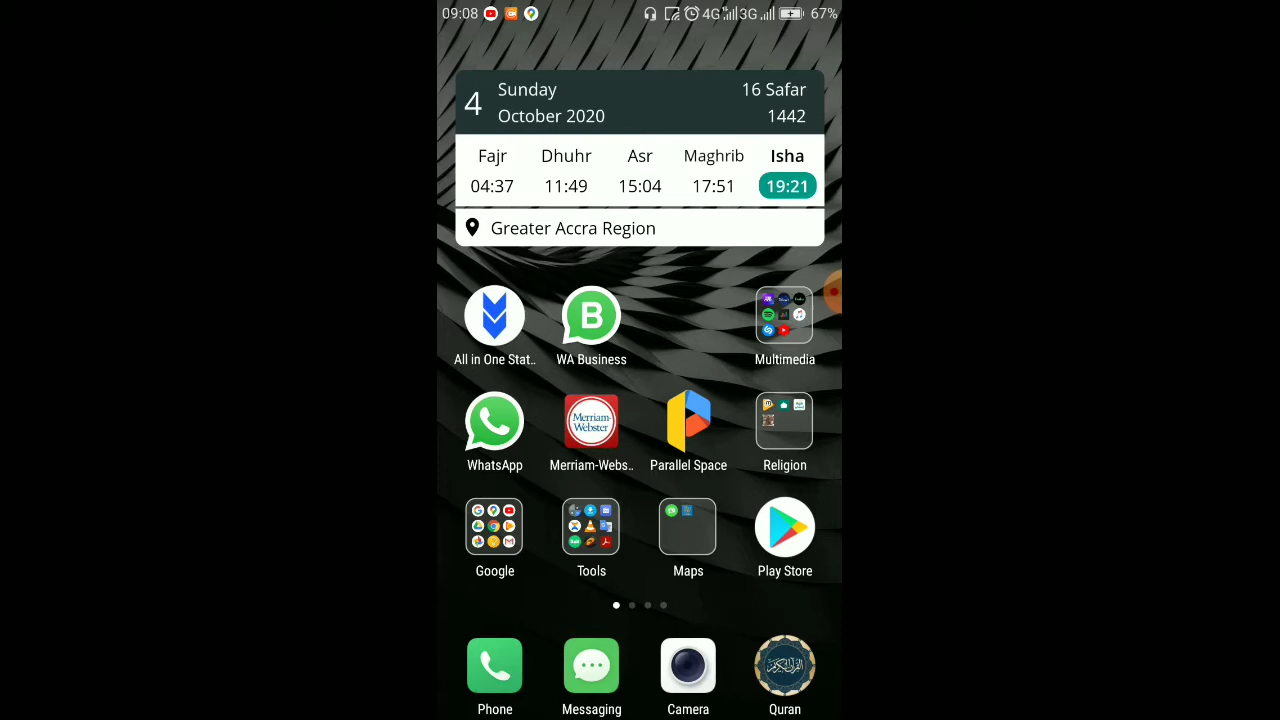 09:08 4G 3G 67%
4 Sunday 16 Safar
October 2020 1442
Fajr Dhuhr Asr Maghrib Isha
04:37 11:49 15:04 17:51 19:21
Greater Accra Region
B
All in One Stat.. WA Business Multimedia
Merriam-
Webster
WhatsApp Merriam-Webs.. Parallel Space Religion
Google Tools Maps Play Store
القرآن الكريم
Phone Messaging Camera Quran